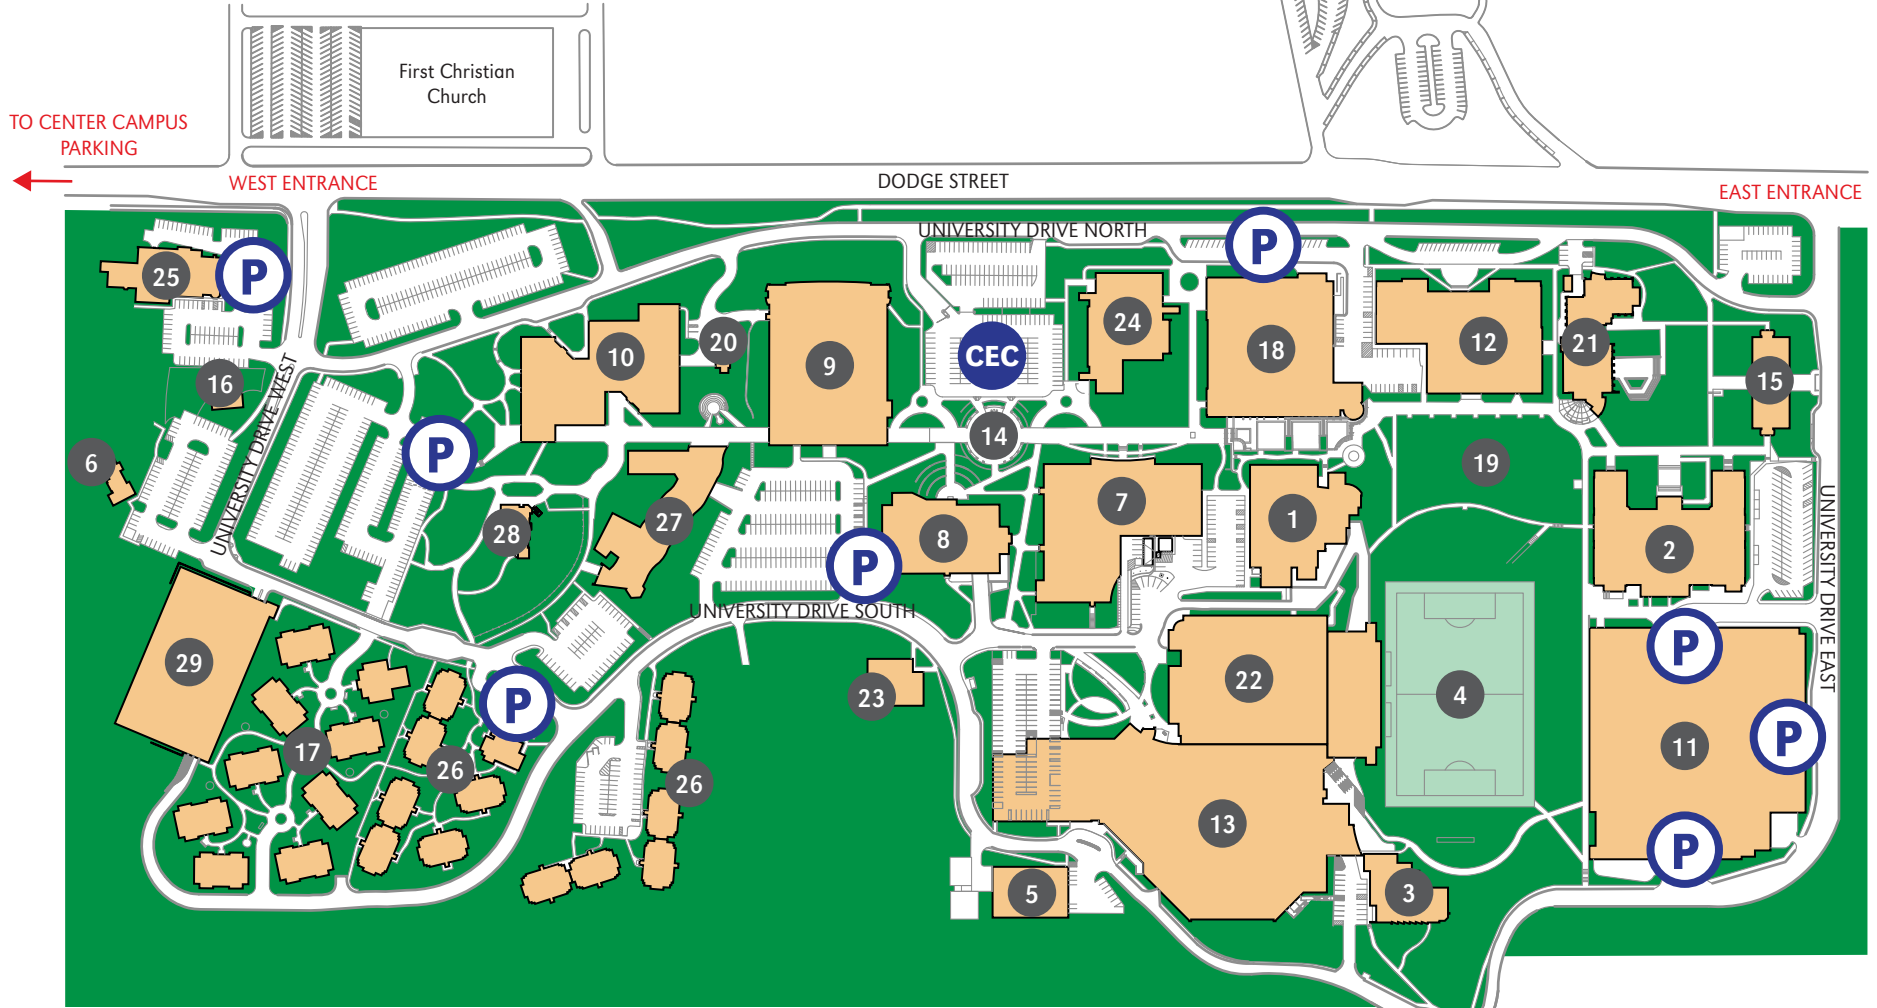 First Christian
Church
TO CENTER CAMPUS
PARKING
WEST ENTRANCE
DODGE STREET
EAST ENTRANCE
UNIVERSITY DRIVE NORTH
P
P
25
24
20
10
9
CEC
18
12
21
15
16
UNIVERSITY DRIVE WEST
14
P
6
19
7
27
1
28
8
2
P
UNIVERSITY DRIVE SOUTH
UNIVERSITY DRIVE EAST
29
P
22
23
4
P
17
26
26
11
P
13
P
5
3